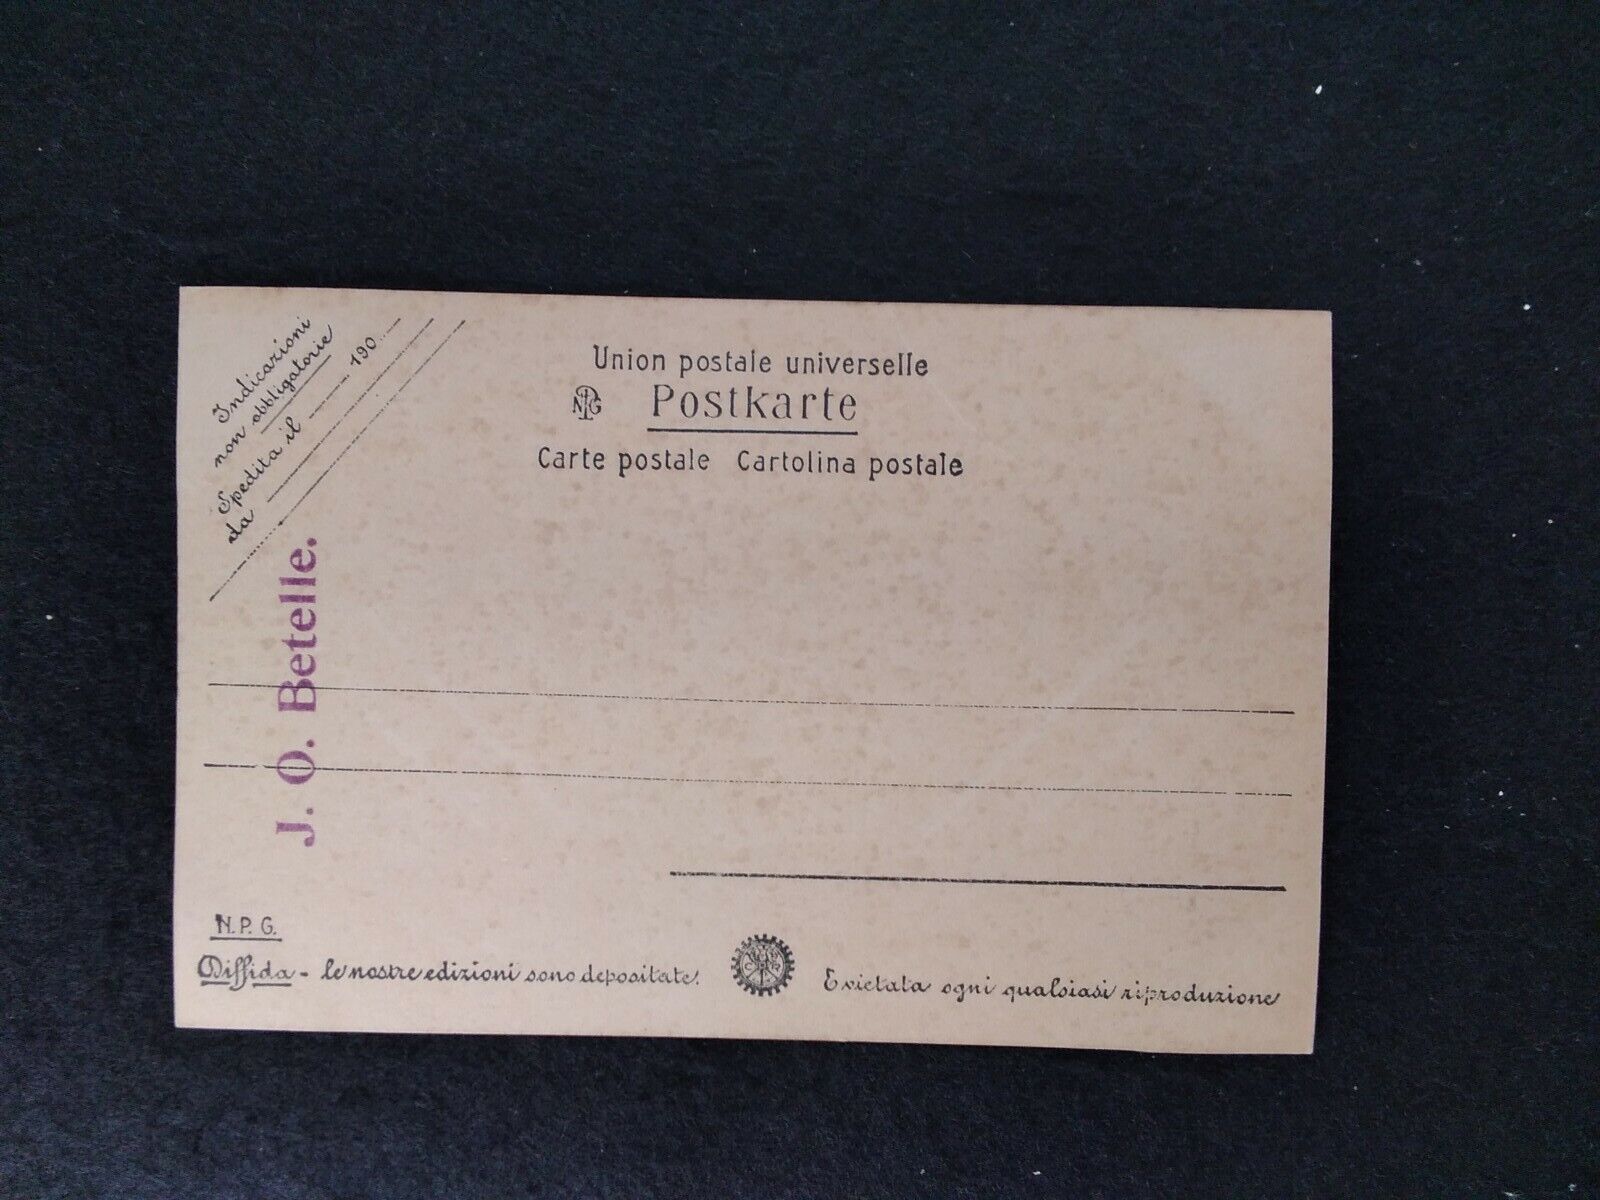 Indicazioni
non obbligatorie
Spedita il 190
da
Union postale universelle
NPG Postkarte
Carte postale Cartolina postale
J. O. Betelle.
N.P.G.
Diffida - le nostre edizioni sono depositate. E vietata ogni qualsiasi riproduzione